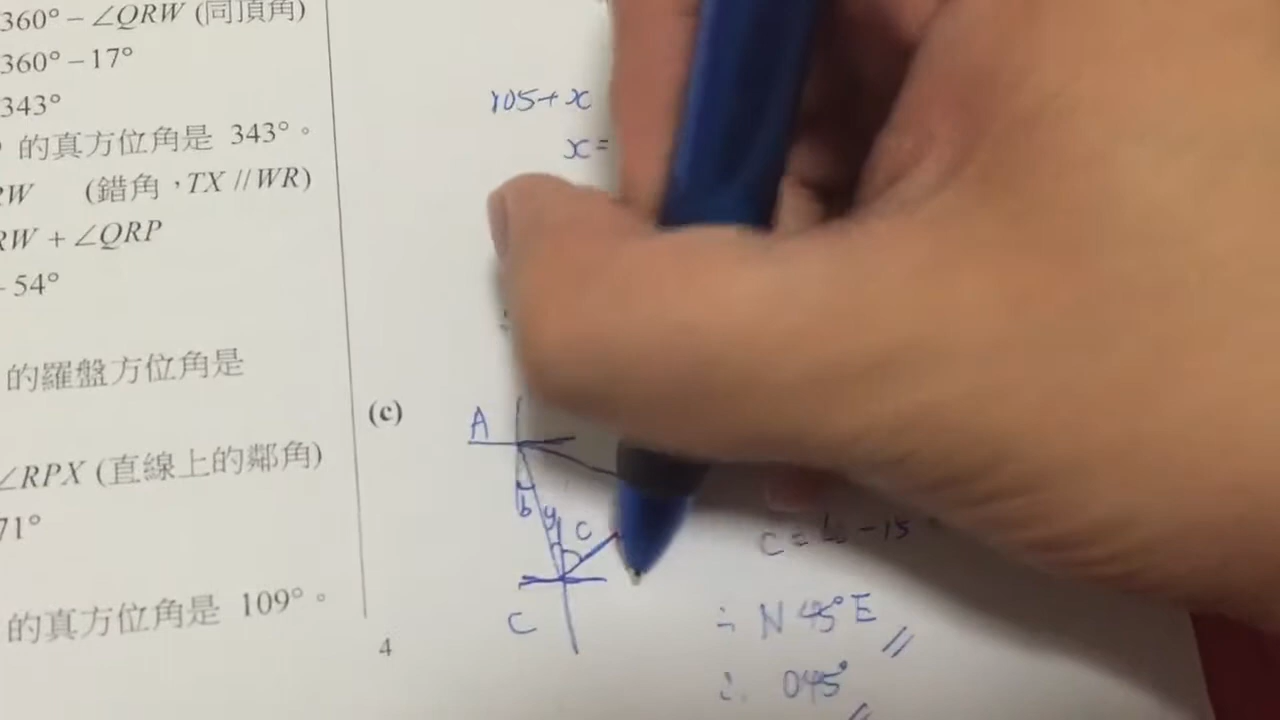 360° − ∠QRW (同頂角)
360° − 17°
343°
的真方位角是 343°。
RW (錯角，TX // WR)
RW + ∠QRP
54°
的羅盤方位角是
∠RPX (直線上的鄰角)
71°
的真方位角是 109°。
4
105 + x
x =
(c)
A
b
y
C
C
C = 60 − 15
∴ N 45° E
∴ 045°